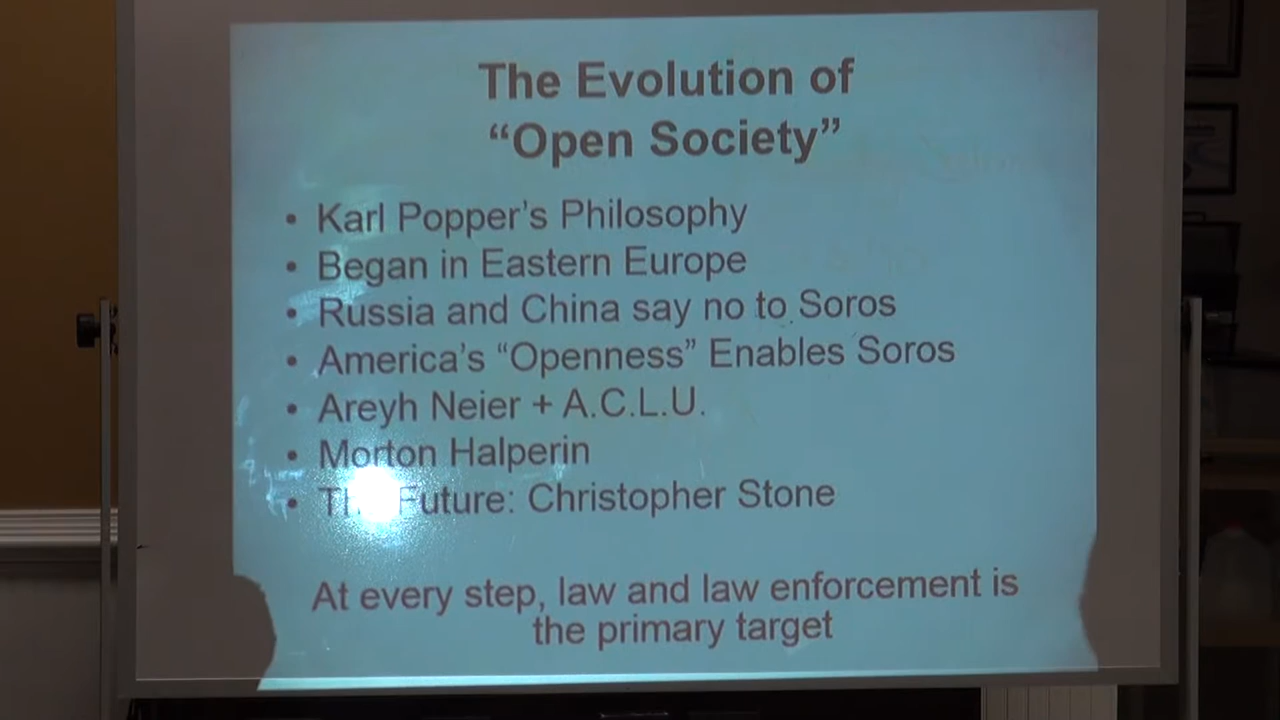 The Evolution of
“Open Society”
• Karl Popper’s Philosophy
• Began in Eastern Europe
• Russia and China say no to Soros
• America’s “Openness” Enables Soros
• Areyh Neier + A.C.L.U.
• Morton Halperin
• The Future: Christopher Stone
At every step, law and law enforcement is
the primary target